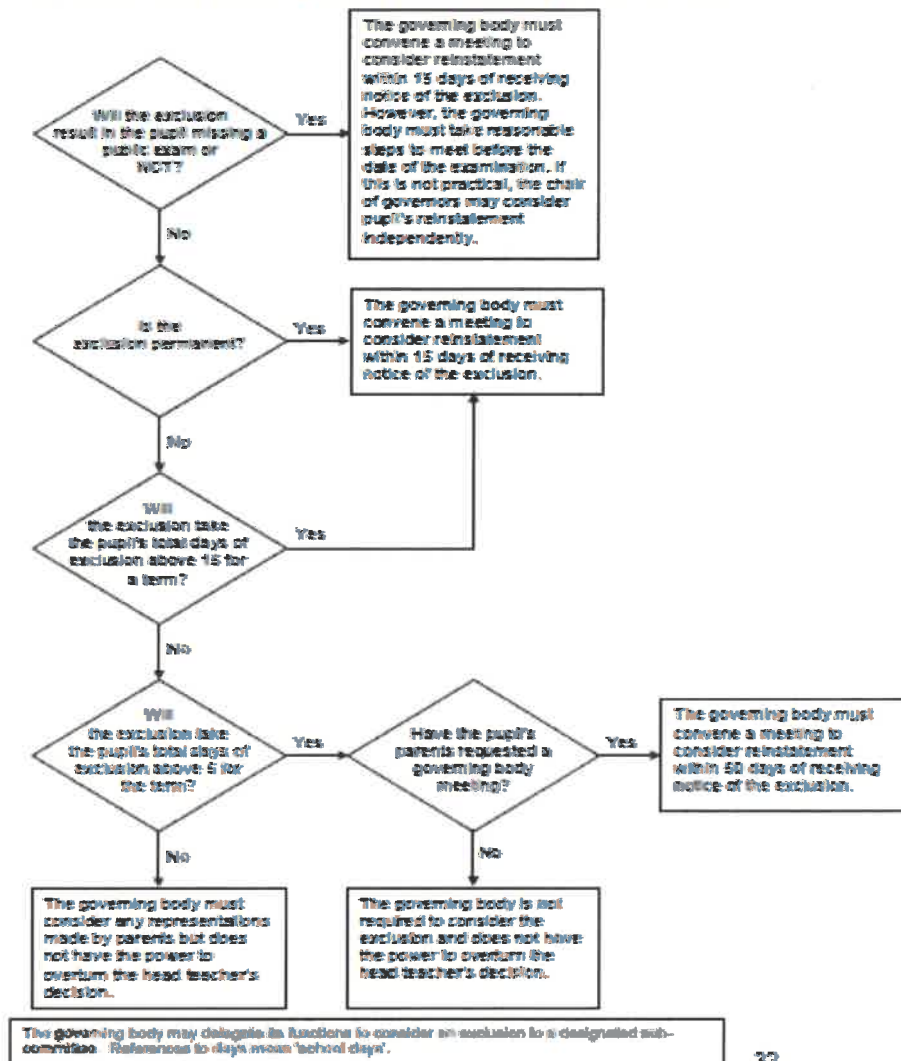 Will the exclusion
result in the pupil missing a
public exam or
NCT?
Yes
The governing body must
convene a meeting to
consider reinstatement
within 15 days of receiving
notice of the exclusion.
However, the governing
body must take reasonable
steps to meet before the
date of the examination. If
this is not practical, the chair
of governors may consider
pupil's reinstatement
independently.
No
Is the
exclusion permanent?
Yes
The governing body must
convene a meeting to
consider reinstatement
within 15 days of receiving
notice of the exclusion.
No
Will
the exclusion take
the pupil's total days of
exclusion above 15 for
a term?
Yes
No
Will
the exclusion take
the pupil's total days of
exclusion above 5 for
the term?
Yes
Have the pupil's
parents requested a
governing body
meeting?
Yes
The governing body must
convene a meeting to
consider reinstatement
within 50 days of receiving
notice of the exclusion.
No
The governing body must
consider any representations
made by parents but does
not have the power to
overturn the head teacher's
decision.
No
The governing body is not
required to consider the
exclusion and does not have
the power to overturn the
head teacher's decision.
The governing body may delegate its functions to consider an exclusion to a designated sub-
committee. References to days mean 'school days'.